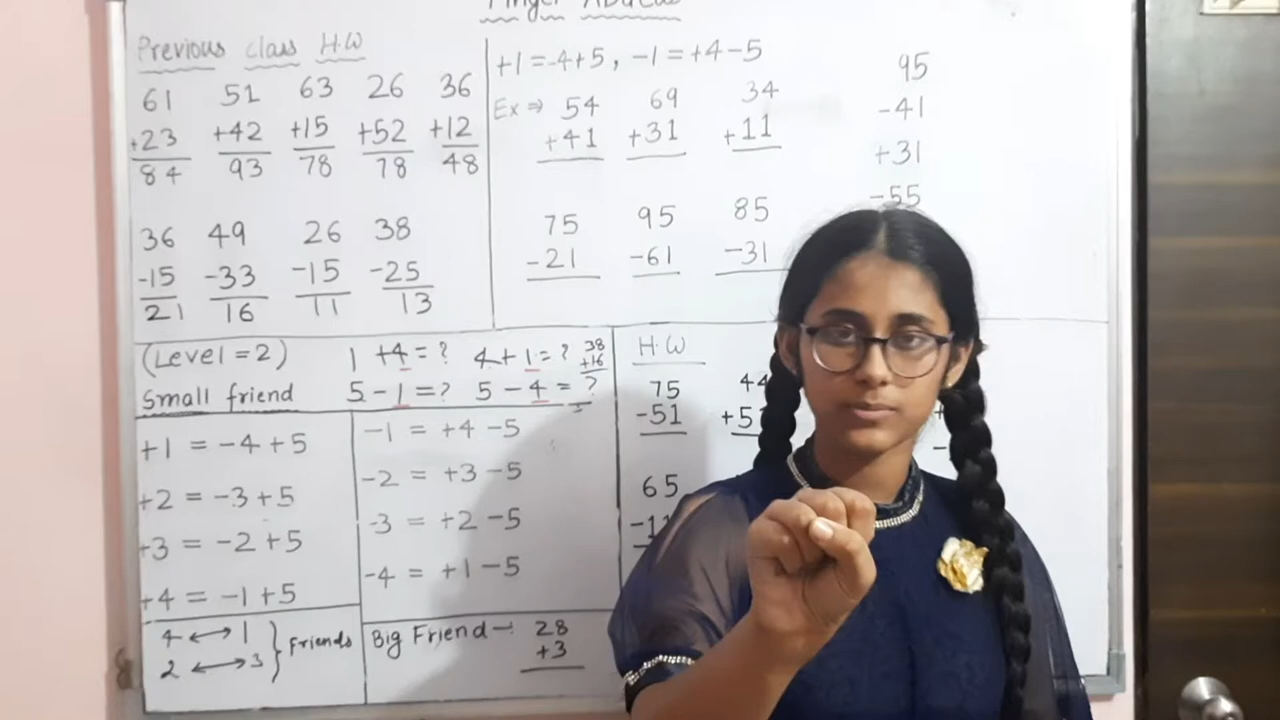 Finger Abacus
Previous class H.W
61 51 63 26 36
+23 +42 +15 +52 +12
84 93 78 78 48
36 49 26 38
-15 -33 -15 -25
21 16 11 13
+1 = -4+5, -1 = +4-5
Ex ⇒ 54 69 34
+41 +31 +11
75 95 85
-21 -61 -31
95
-41
+31
-55
(Level = 2) 1 +4 = ? 4+1 = ? 38
+16
Small friend 5 - 1 = ? 5 - 4 = ?
+1 = -4 +5
+2 = -3 +5
+3 = -2 +5
+4 = -1 +5
4 ↔ 1
2 ↔ 3 } Friends
-1 = +4 -5
-2 = +3 -5
-3 = +2 -5
-4 = +1 -5
Big Friend -: 28
+3
H.W
75 44
-51 +5
65
-11